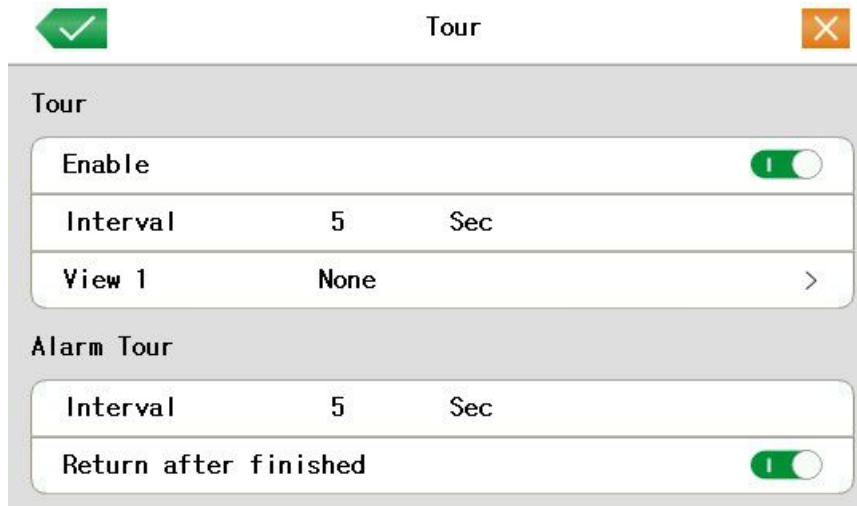 Tour
Tour
Enable
Interval 5 Sec
View 1 None
Alarm Tour
Interval 5 Sec
Return after finished